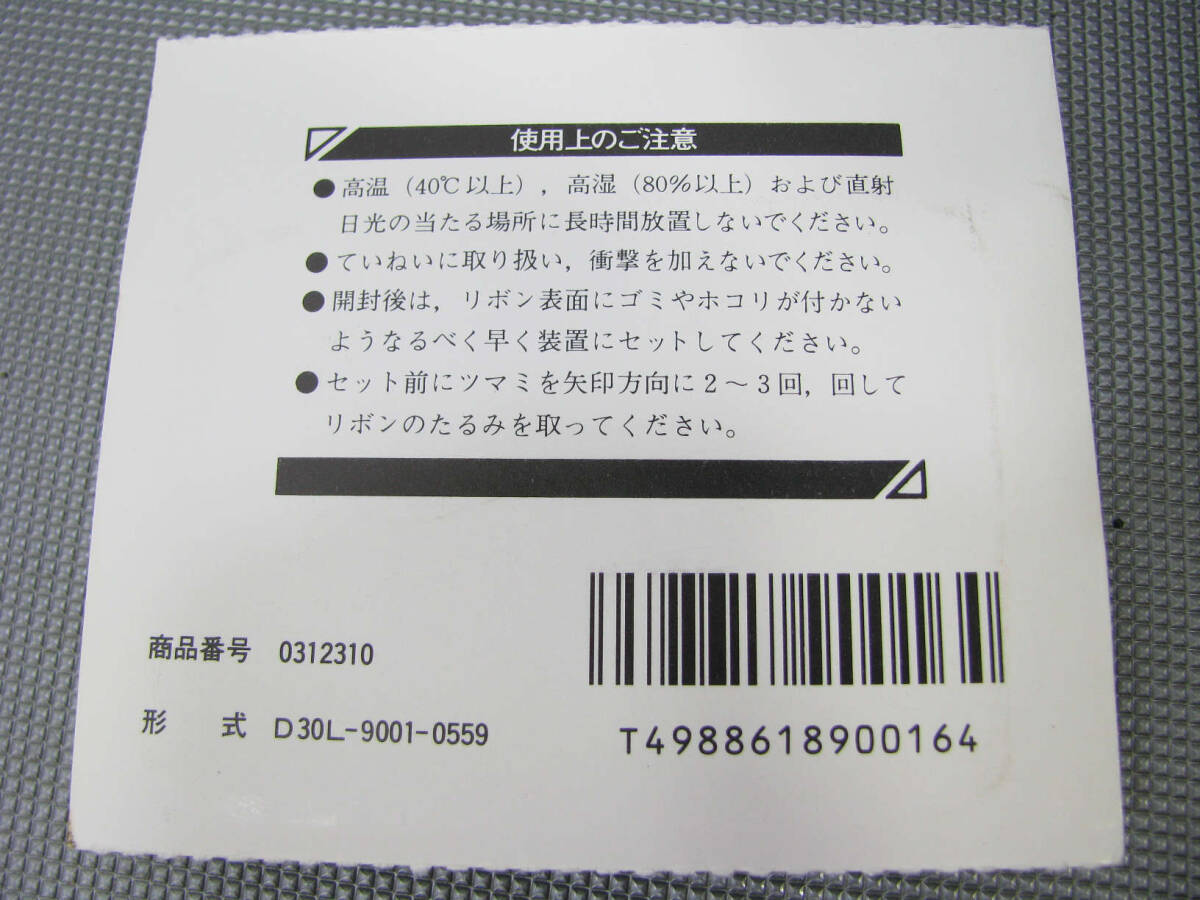 使用上のご注意
●高温（40℃以上），高湿（80％以上）および直射
日光の当たる場所に長時間放置しないでください。
●ていねいに取り扱い，衝撃を加えないでください。
●開封後は，リボン表面にゴミやホコリが付かない
ようなるべく早く装置にセットしてください。
●セット前にツマミを矢印方向に２～３回，回して
リボンのたるみを取ってください。
商品番号 0312310
形　式 D30L-9001-0559
T4988618900164